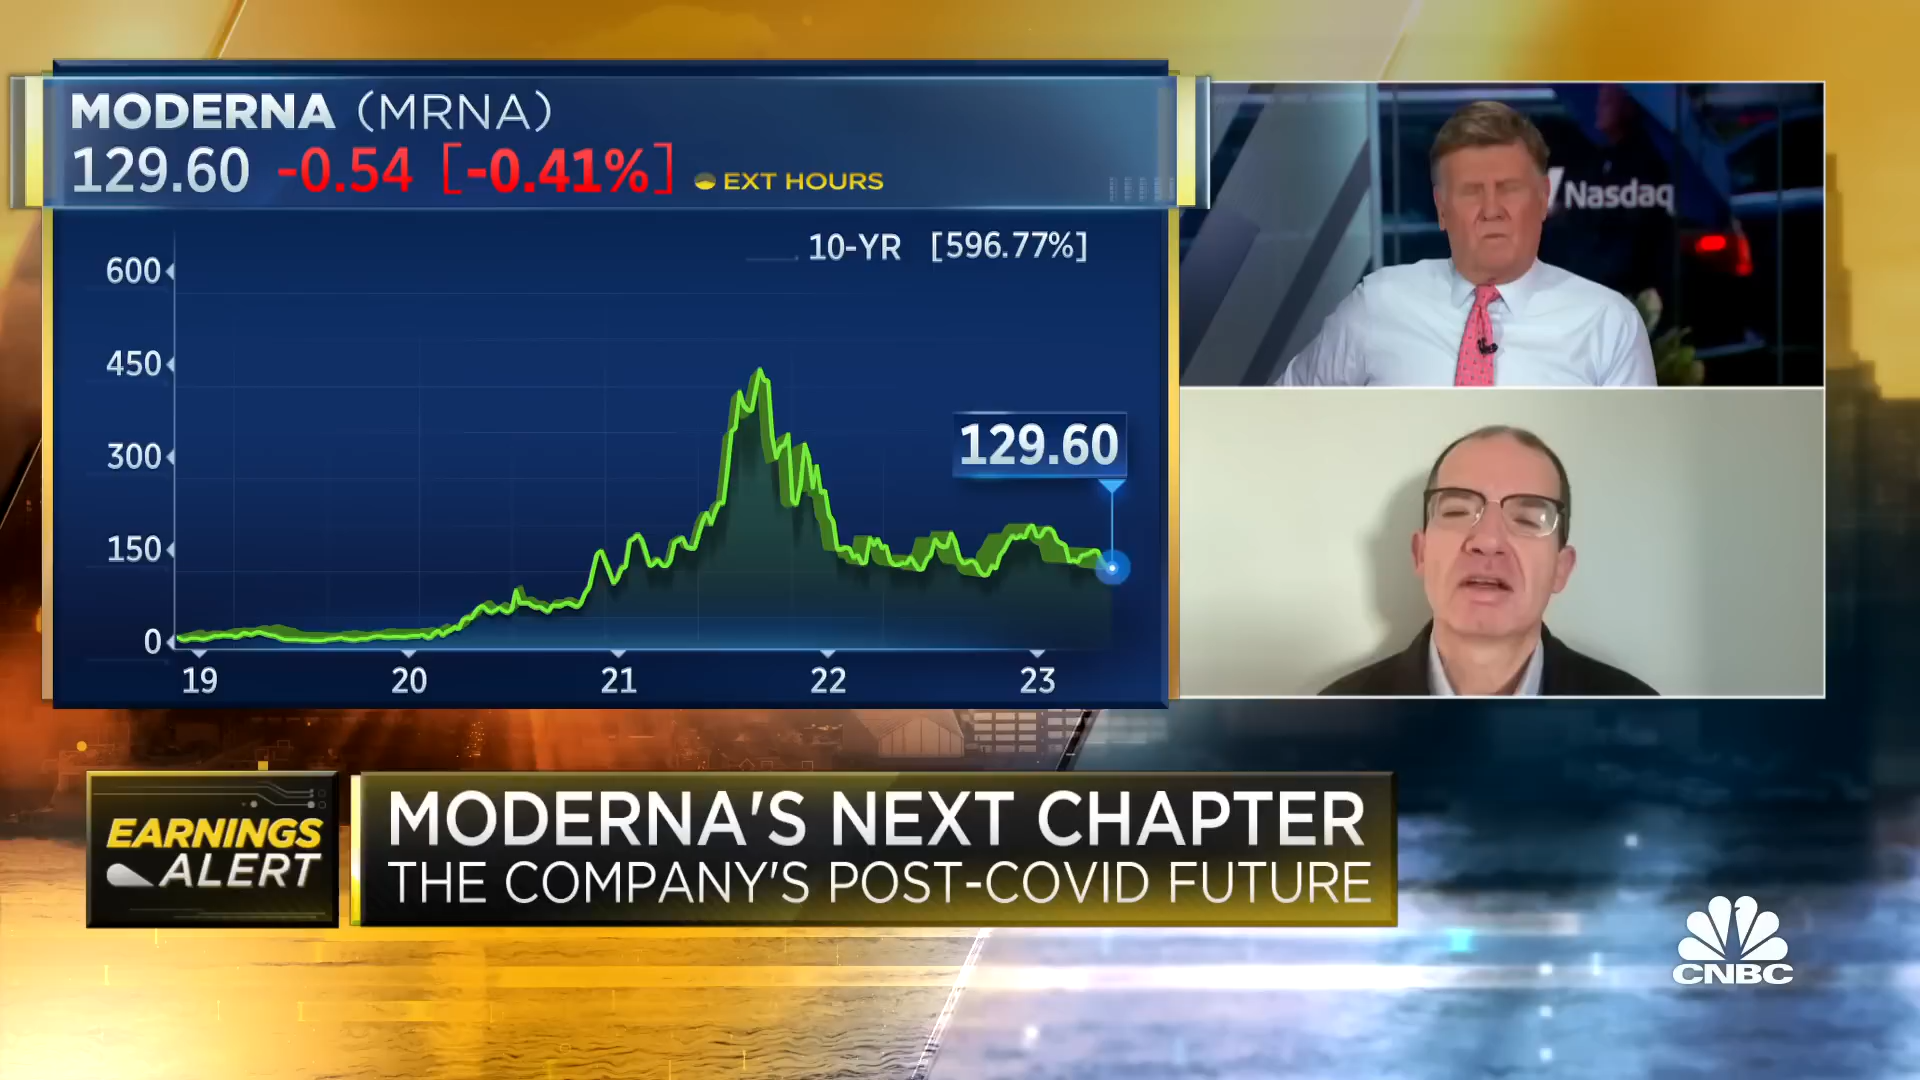 MODERNA (MRNA)
129.60 -0.54 [-0.41%] EXT HOURS
10-YR [596.77%]
600
450
300
150
0
129.60
19 20 21 22 23
Nasdaq
EARNINGS
ALERT
MODERNA'S NEXT CHAPTER
THE COMPANY'S POST-COVID FUTURE
CNBC